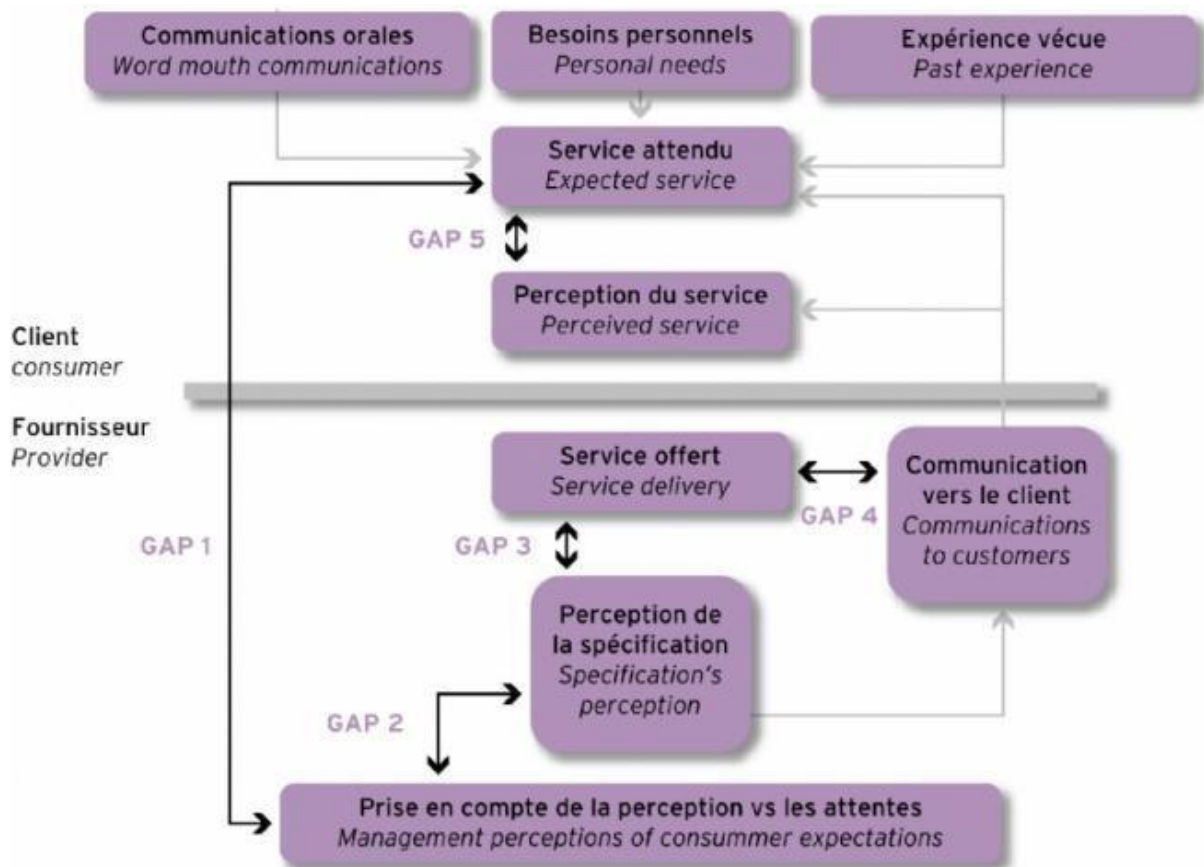 Communications orales
Word mouth communications
Besoins personnels
Personal needs
Expérience vécue
Past experience
Service attendu
Expected service
GAP 5
Perception du service
Perceived service
Client
consumer
Fournisseur
Provider
Service offert
Service delivery
Communication
vers le client
Communications
to customers
GAP 4
GAP 3
GAP 1
Perception de
la spécification
Specification's
perception
GAP 2
Prise en compte de la perception vs les attentes
Management perceptions of consummer expectations